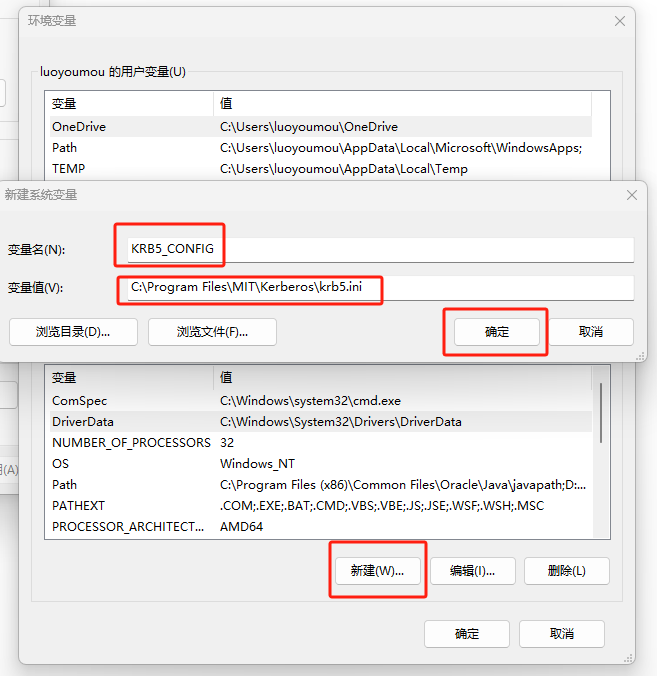 环境变量
luoyoumou 的用户变量(U)
变量 值
OneDrive C:\Users\luoyoumou\OneDrive
Path C:\Users\luoyoumou\AppData\Local\Microsoft\WindowsApps;
TEMP C:\Users\luoyoumou\AppData\Local\Temp
新建系统变量
变量名(N): KRB5_CONFIG
变量值(V): C:\Program Files\MIT\Kerberos\krb5.ini
浏览目录(D)... 浏览文件(F)... 确定 取消
变量 值
ComSpec C:\Windows\system32\cmd.exe
DriverData C:\Windows\System32\Drivers\DriverData
NUMBER_OF_PROCESSORS 32
OS Windows_NT
Path C:\Program Files (x86)\Common Files\Oracle\Java\javapath;D:...
PATHEXT .COM;.EXE;.BAT;.CMD;.VBS;.VBE;.JS;.JSE;.WSF;.WSH;.MSC
PROCESSOR_ARCHITECT... AMD64
新建(W)... 编辑(I)... 删除(L)
确定 取消